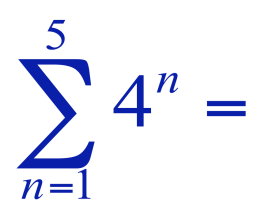 5
∑ 4ⁿ =
n=1